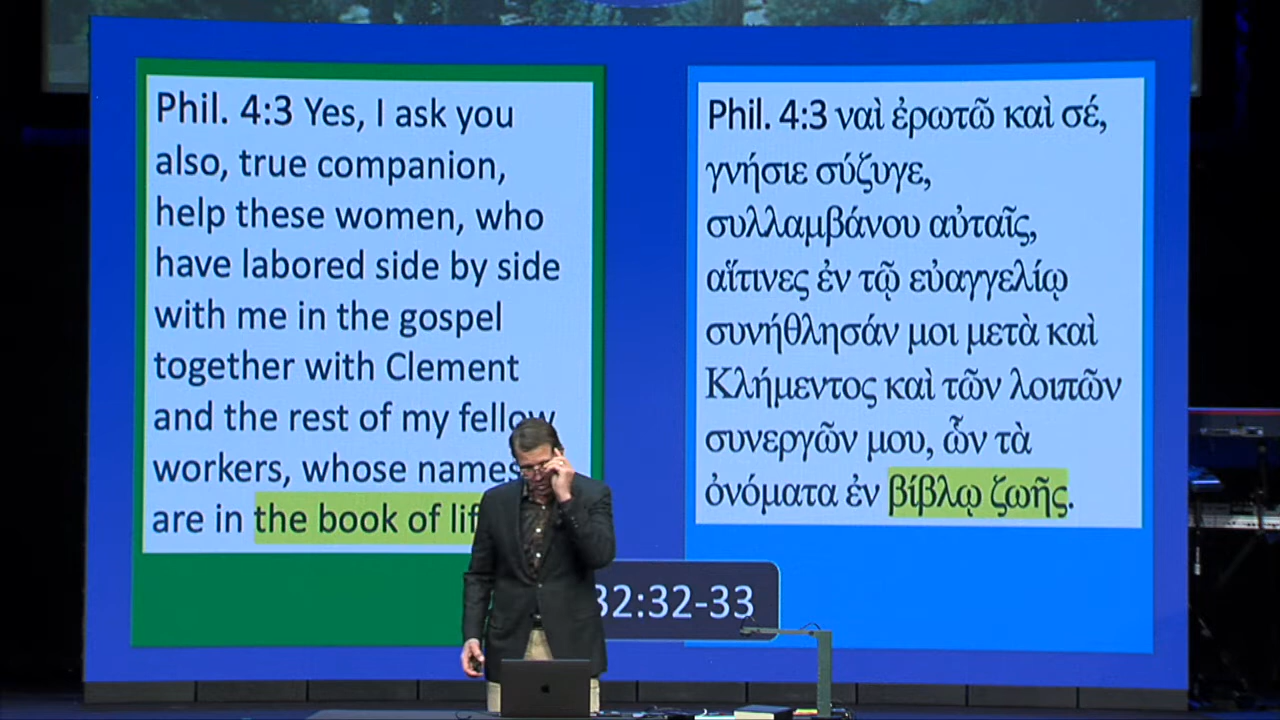 Phil. 4:3 Yes, I ask you
also, true companion,
help these women, who
have labored side by side
with me in the gospel
together with Clement
and the rest of my fellow
workers, whose names
are in the book of
Phil. 4:3 ναὶ ἐρωτῶ καὶ σέ,
γνήσιε σύζυγε,
συλλαμβάνου αὐταῖς,
αἵτινες ἐν τῷ εὐαγγελίῳ
συνήθλησάν μοι μετὰ καὶ
Κλήμεντος καὶ τῶν λοιπῶν
συνεργῶν μου, ὧν τὰ
ὀνόματα ἐν βίβλῳ ζωῆς.
32:32-33